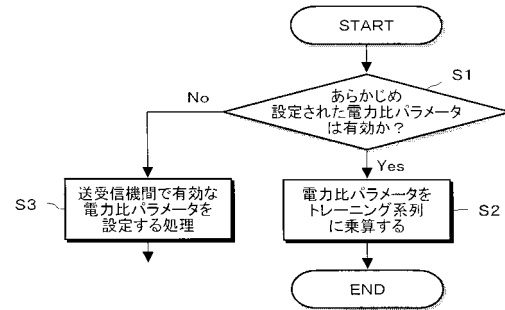 START
S1
あらかじめ
設定された電力比パラメータ
は有効か？
No
Yes
S3
送受信機間で有効な
電力比パラメータを
設定する処理
電力比パラメータを
トレーニング系列
に乗算する
S2
END